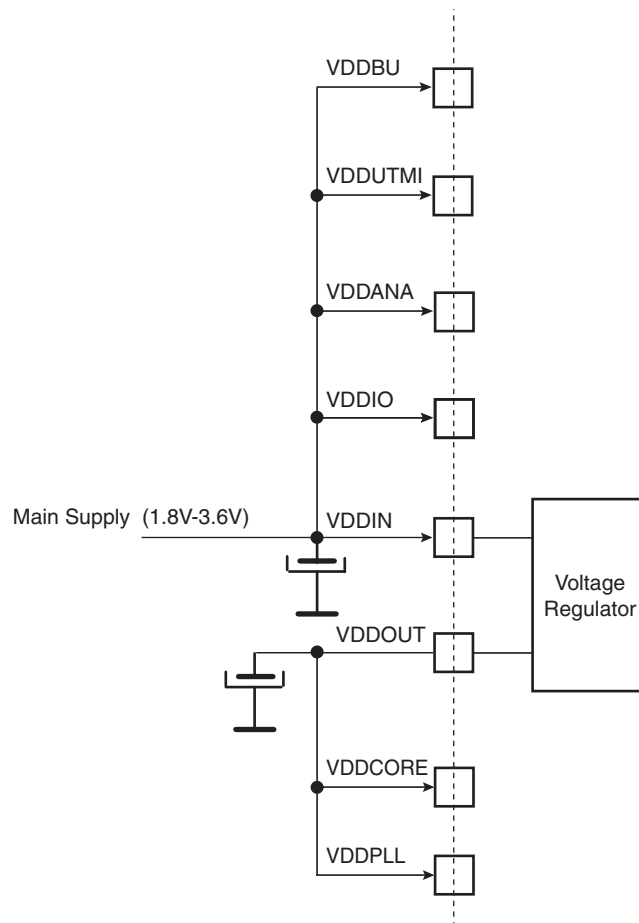 VDDBU
VDDUTMI
VDDANA
VDDIO
Main Supply (1.8V-3.6V)
VDDIN
Voltage
Regulator
VDDOUT
VDDCORE
VDDPLL